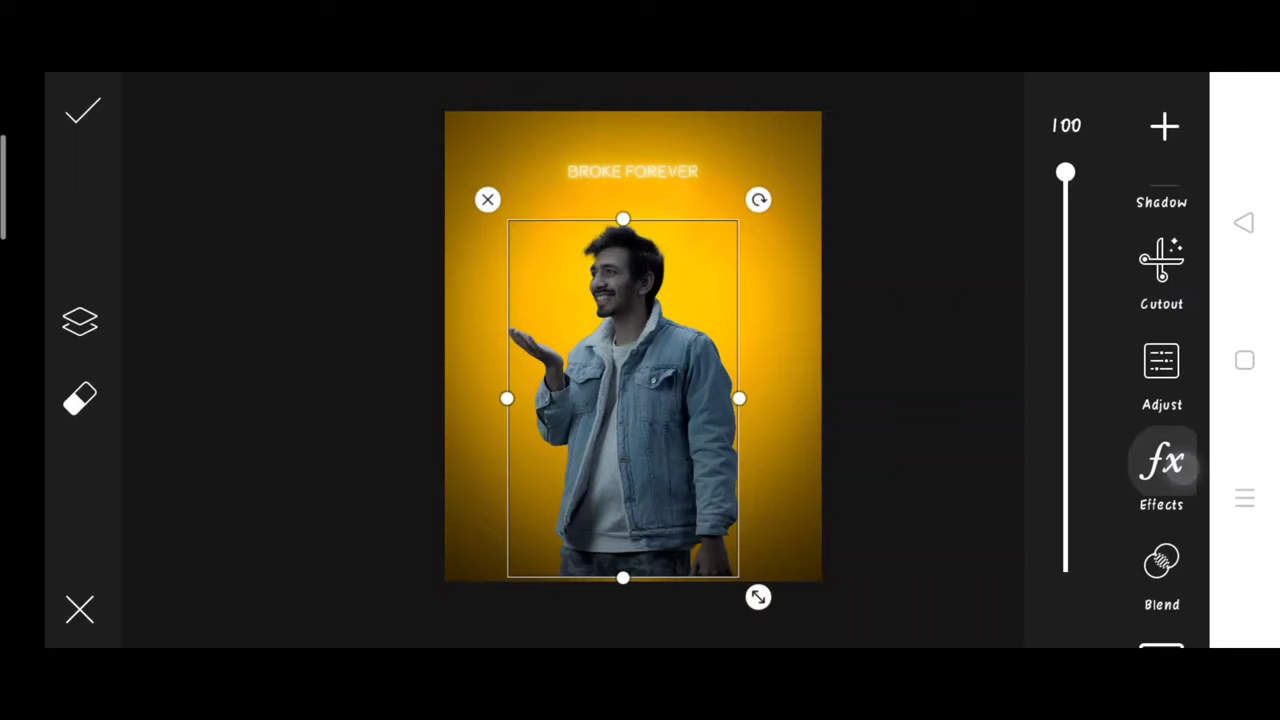 100
BROKE FOREVER
Shadow
Cutout
Adjust
fx
Effects
Blend